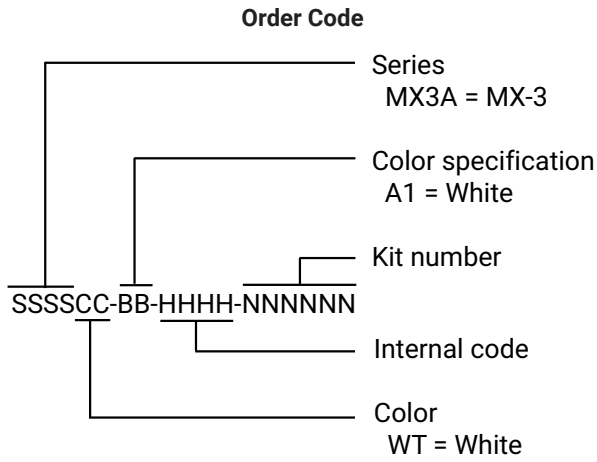 Order Code
Series
MX3A = MX-3
Color specification
A1 = White
Kit number
SSSSCC-BB-HHHH-NNNNNN
Internal code
Color
WT = White